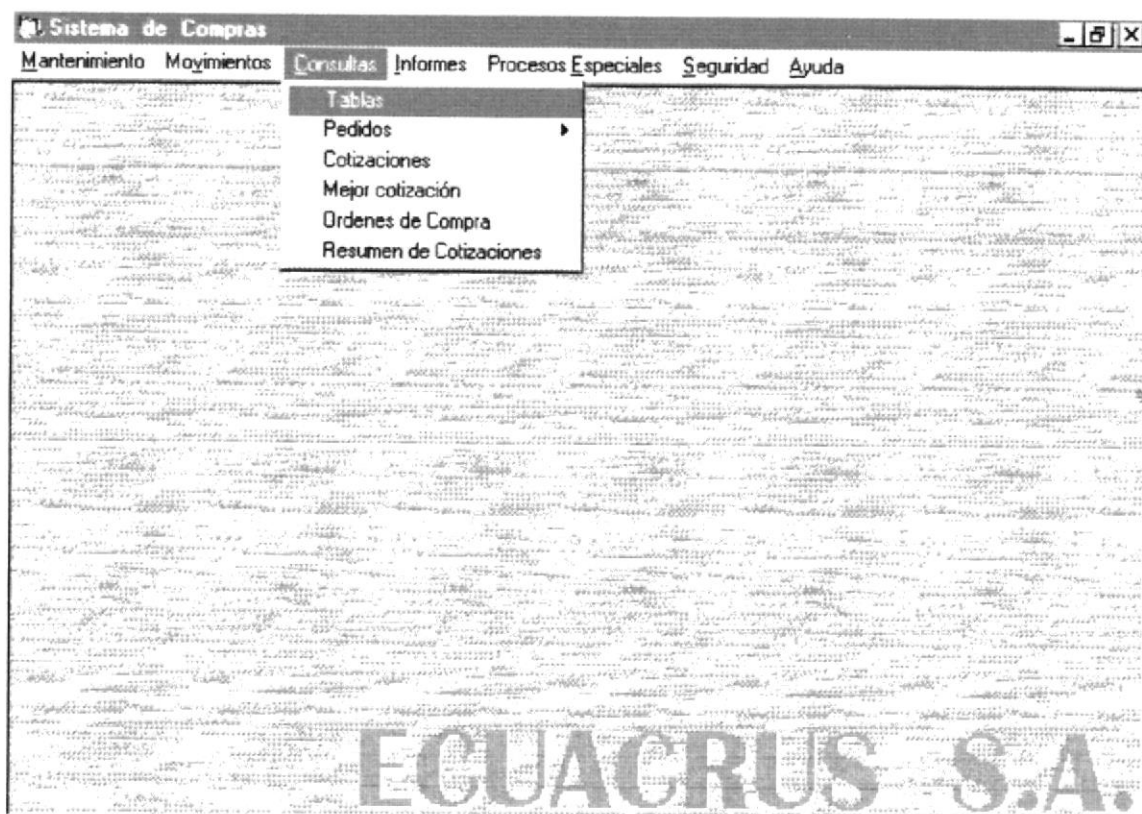 Sistema de Compras
Mantenimiento Movimientos Consultas Informes Procesos Especiales Seguridad Ayuda
Tablas
Pedidos
Cotizaciones
Mejor cotización
Ordenes de Compra
Resumen de Cotizaciones
ECUACRUS S.A.